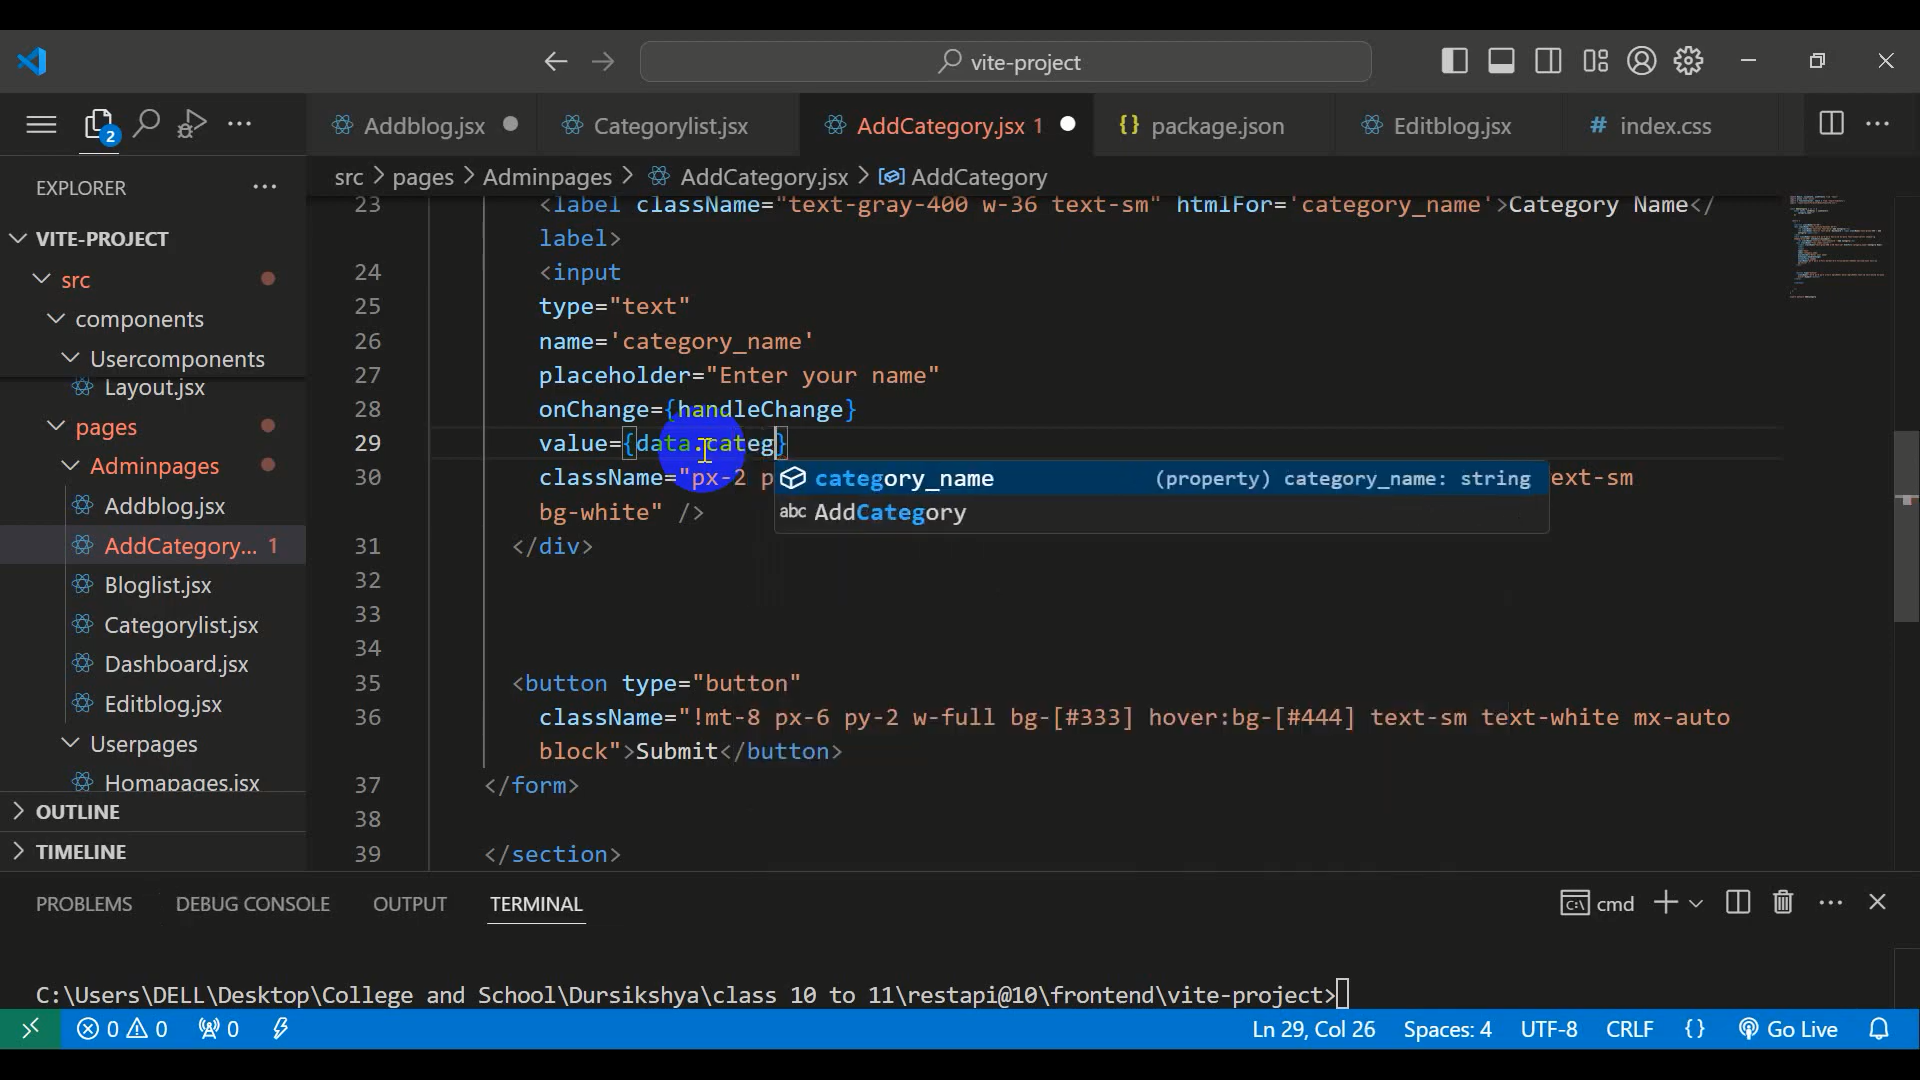 vite-project
2
Addblog.jsx
Categorylist.jsx
AddCategory.jsx 1
package.json
Editblog.jsx
# index.css
src > pages > Adminpages > AddCategory.jsx > AddCategory
EXPLORER
VITE-PROJECT
src
components
Usercomponents
Layout.jsx
pages
Adminpages
Addblog.jsx
AddCategory... 1
Bloglist.jsx
Categorylist.jsx
Dashboard.jsx
Editblog.jsx
Userpages
Homapages.jsx
OUTLINE
TIMELINE
23 <label className="text-gray-400 w-36 text-sm" htmlFor='category_name'>Category Name</
label>
24 <input
25 type="text"
26 name='category_name'
27 placeholder="Enter your name"
28 onChange={handleChange}
29 value={data.categ}
30 className="px-2 p
ext-sm
category_name (property) category_name: string
abc AddCategory
bg-white" />
31 </div>
32
33
34
35 <button type="button"
36 className="!mt-8 px-6 py-2 w-full bg-[#333] hover:bg-[#444] text-sm text-white mx-auto
block">Submit</button>
37 </form>
38
39 </section>
PROBLEMS DEBUG CONSOLE OUTPUT TERMINAL
cmd
C:\Users\DELL\Desktop\College and School\Dursikshya\class 10 to 11\restapi@10\frontend\vite-project>
0 0 0 Ln 29, Col 26 Spaces: 4 UTF-8 CRLF {} Go Live